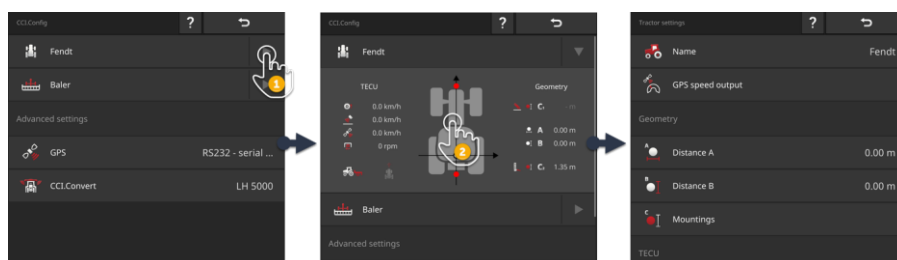 CCI.Config ?
Fendt
1
Baler
Advanced settings
GPS RS232 - serial ...
CCI.Convert LH 5000
CCI.Config ?
Fendt
TECU Geometry
0.0 km/h C. --m
0.0 km/h
0.0 km/h A 0.00 m
0 rpm B 0.00 m
2
C. 1.35 m
Baler
Advanced settings
Tractor settings ?
Name Fendt
GPS speed output
Geometry
A Distance A 0.00 m
B Distance B 0.00 m
C Mountings
TECU